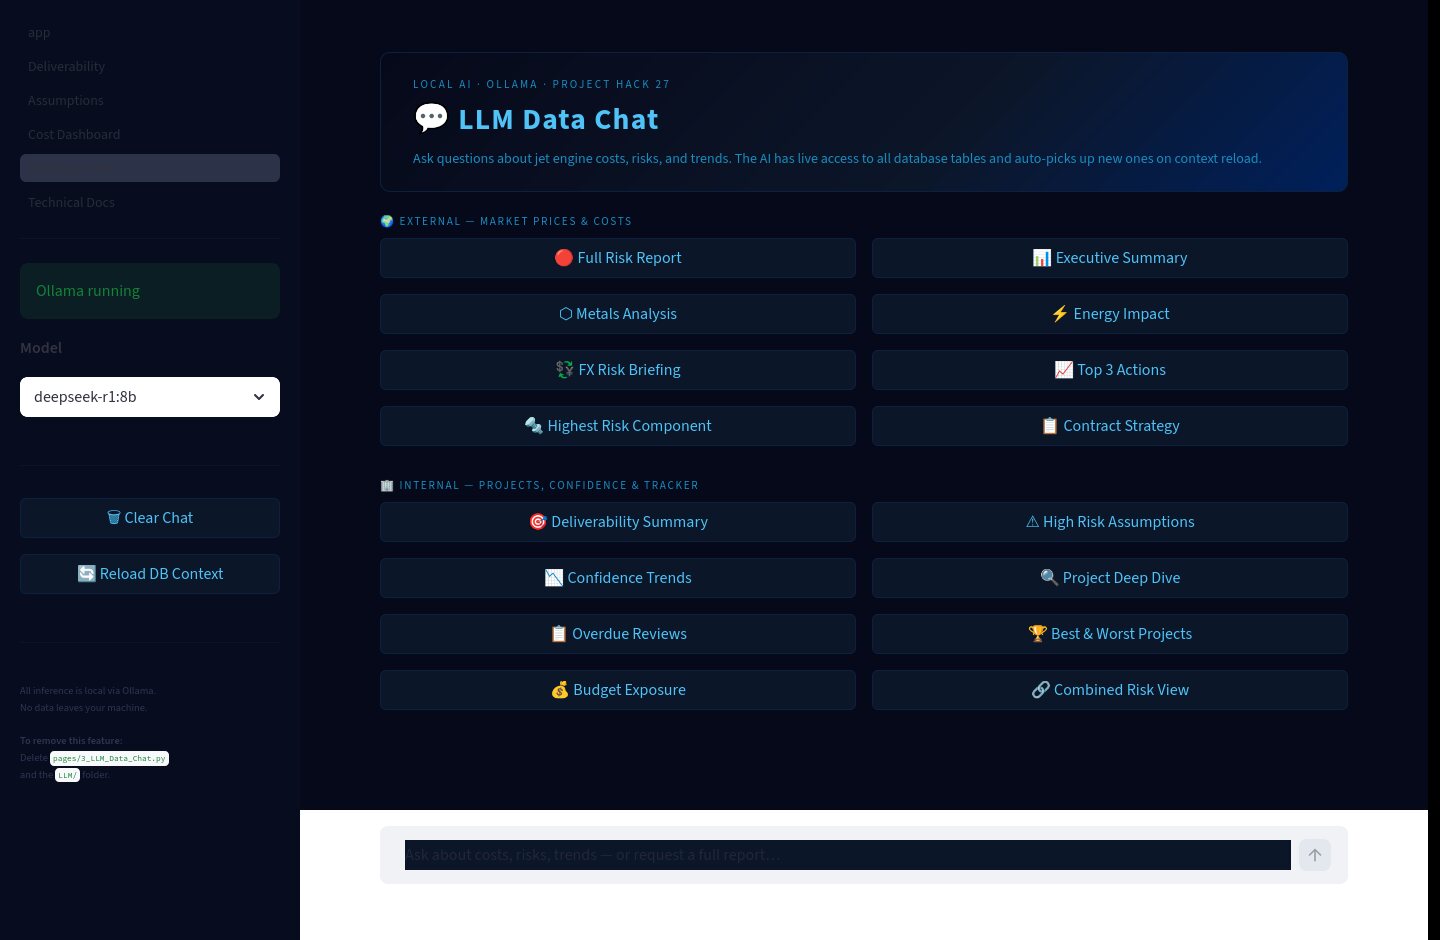 app
Deliverability
Assumptions
Cost Dashboard
Technical Docs
Ollama running
Model
deepseek-r1:8b
🗑 Clear Chat
🔄 Reload DB Context
All inference is local via Ollama.
No data leaves your machine.
To remove this feature:
Delete pages/3_LLM_Data_Chat.py
and the LLM/ folder.
LOCAL AI · OLLAMA · PROJECT HACK 27
💬 LLM Data Chat
Ask questions about jet engine costs, risks, and trends. The AI has live access to all database tables and auto-picks up new ones on context reload.
🌍 EXTERNAL — MARKET PRICES & COSTS
🔴 Full Risk Report
📊 Executive Summary
⬡ Metals Analysis
⚡ Energy Impact
💱 FX Risk Briefing
📈 Top 3 Actions
🔩 Highest Risk Component
📋 Contract Strategy
🏢 INTERNAL — PROJECTS, CONFIDENCE & TRACKER
🎯 Deliverability Summary
⚠ High Risk Assumptions
📉 Confidence Trends
🔍 Project Deep Dive
📋 Overdue Reviews
🏆 Best & Worst Projects
💰 Budget Exposure
🔗 Combined Risk View
Ask about costs, risks, trends — or request a full report…